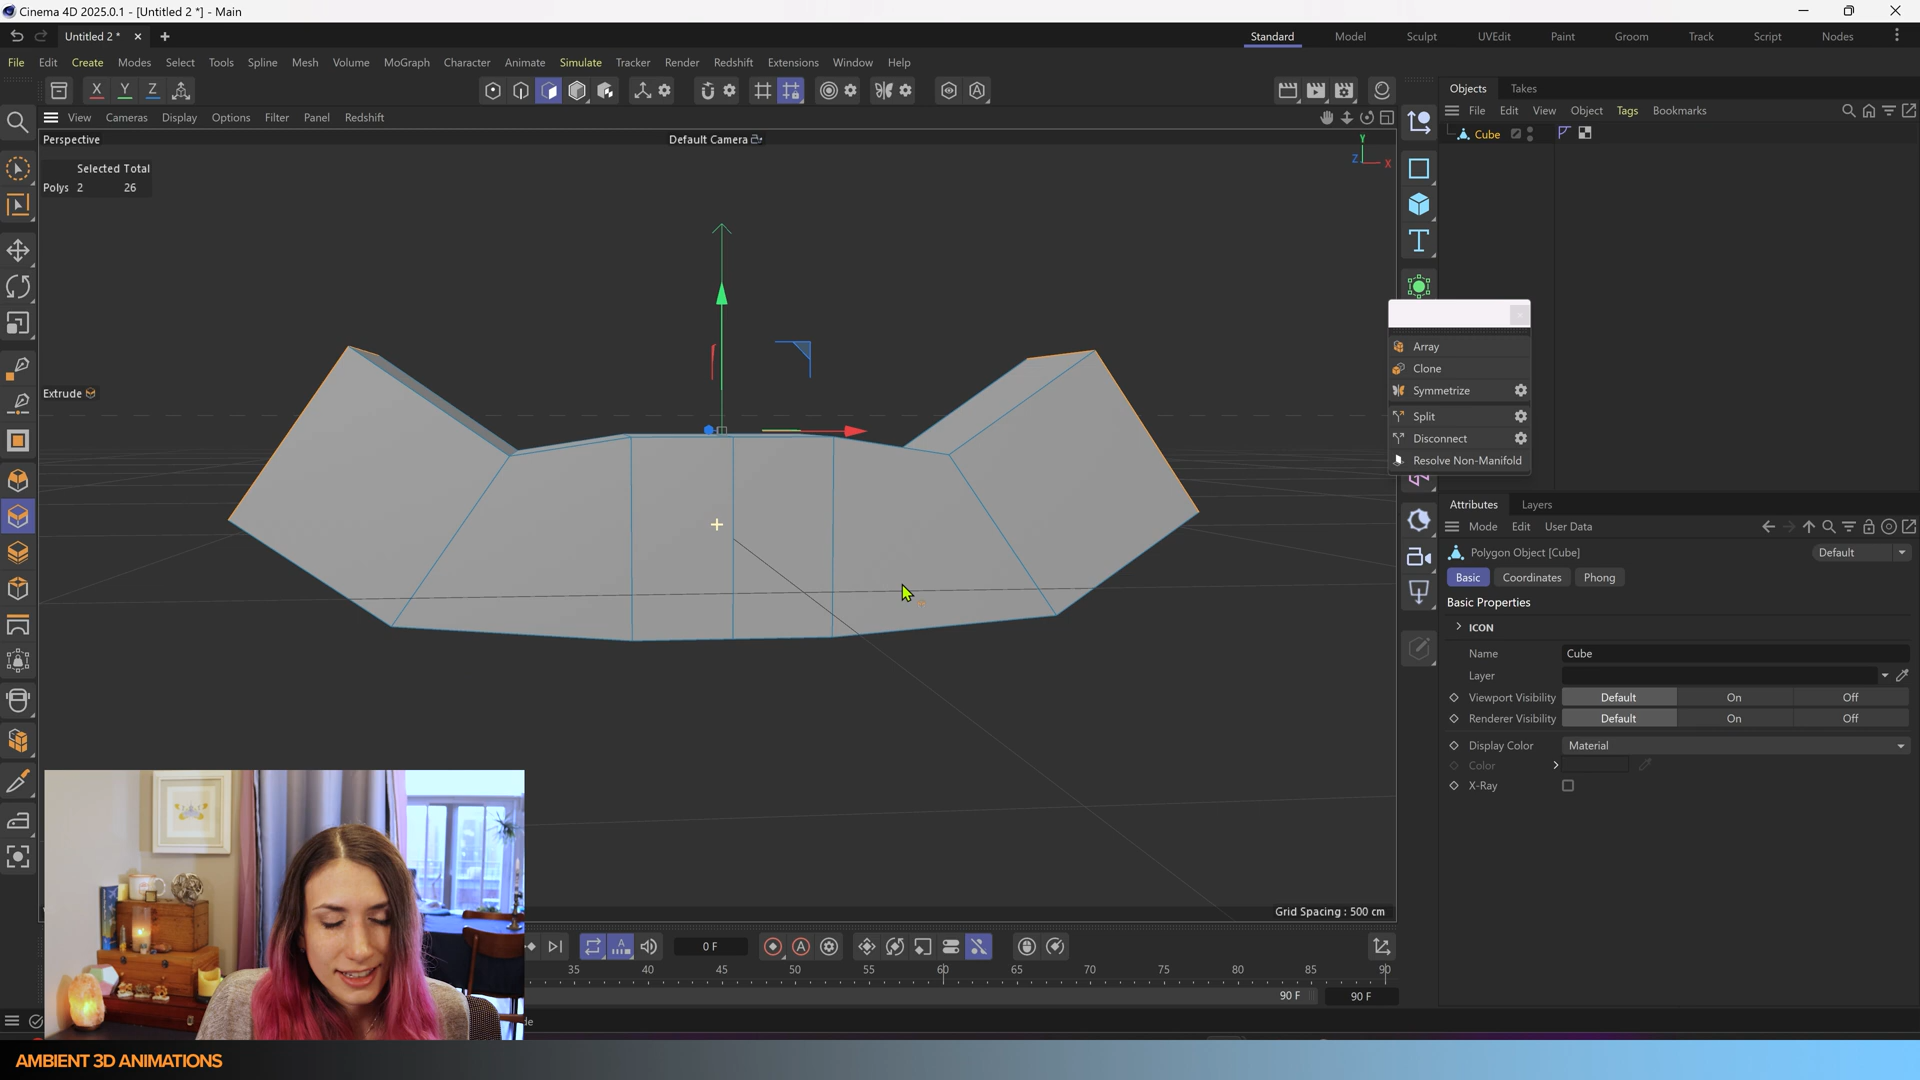 Cinema 4D 2025.0.1 - [Untitled 2 *] - Main
Untitled 2 *
Standard Model Sculpt UVEdit Paint Groom Track Script Nodes
File Edit Create Modes Select Tools Spline Mesh Volume MoGraph Character Animate Simulate Tracker Render Redshift Extensions Window Help
X Y Z
Objects Takes
File Edit View Object Tags Bookmarks
Cube
View Cameras Display Options Filter Panel Redshift
Perspective
Default Camera
Y
Z X
Selected Total
Polys 2 26
Extrude
Array
Clone
Symmetrize
Split
Disconnect
Resolve Non-Manifold
Attributes Layers
Mode Edit User Data
Polygon Object [Cube]
Default
Basic Coordinates Phong
Basic Properties
ICON
Name Cube
Layer
Viewport Visibility Default On Off
Renderer Visibility Default On Off
Display Color Material
Color
X-Ray
Grid Spacing : 500 cm
0 F
35 40 45 50 55 60 65 70 75 80 85 90
90 F 90 F
AMBIENT 3D ANIMATIONS